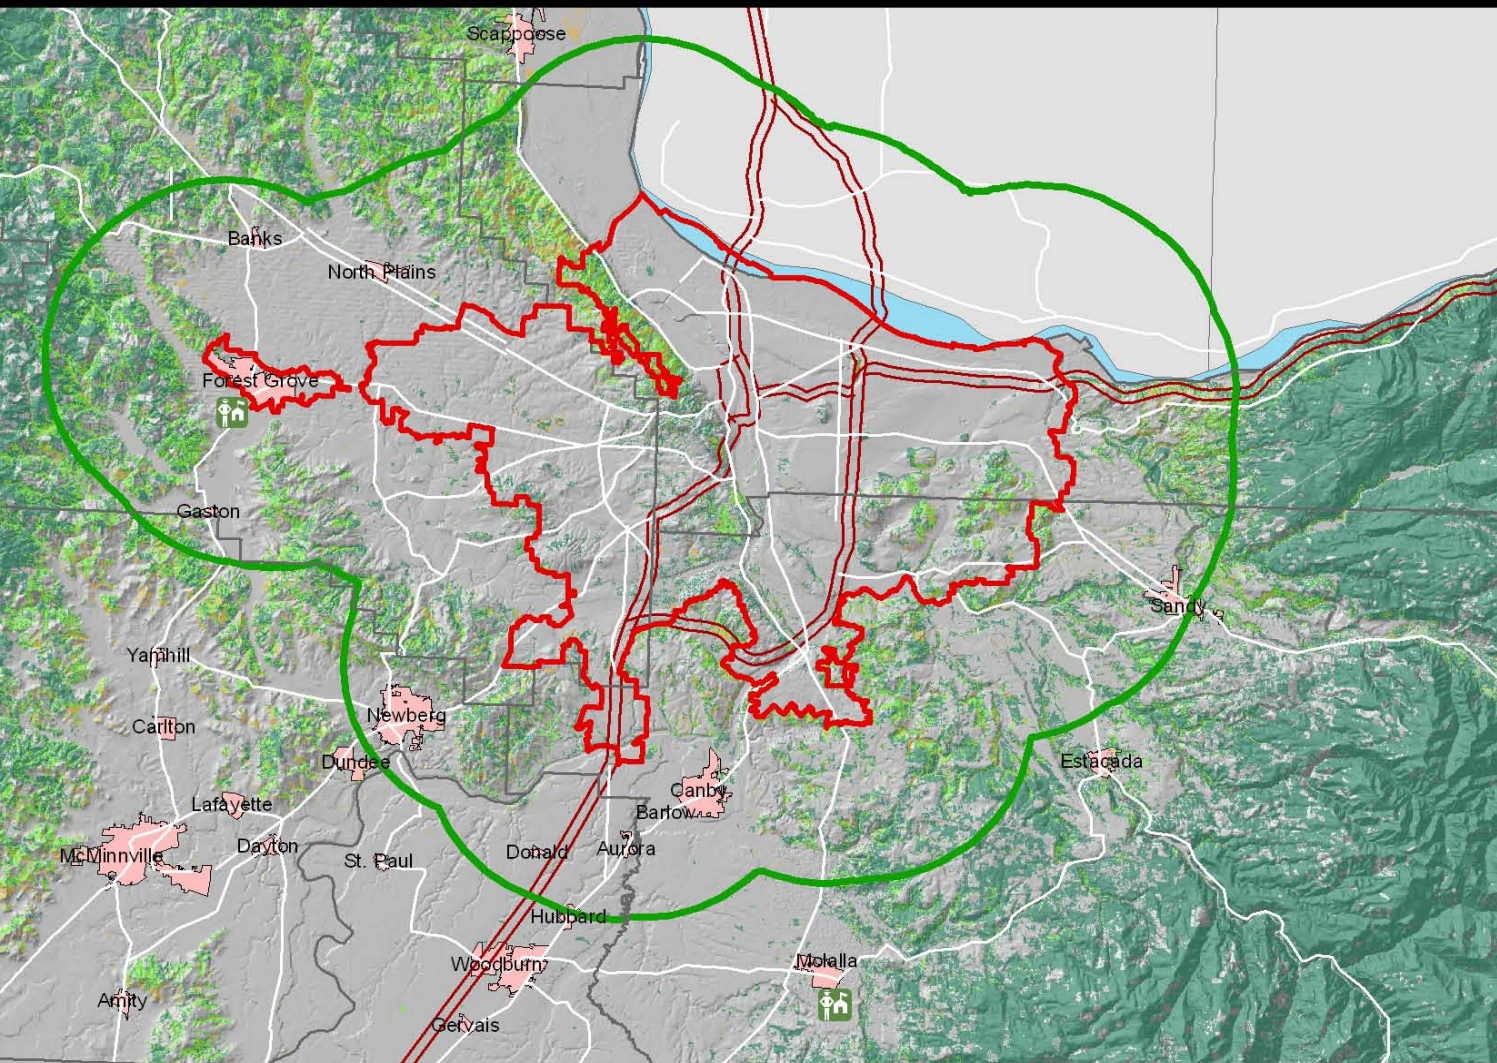 Scappoose
Banks
North Plains
Forest Grove
Gaston
Sandy
Yamhill
Newberg
Carlton
Dundee
Estacada
Canby
Lafayette
Barlow
Dayton
McMinnville
St. Paul
Donald
Aurora
Hubbard
Woodburn
Molalla
Amity
Gervais